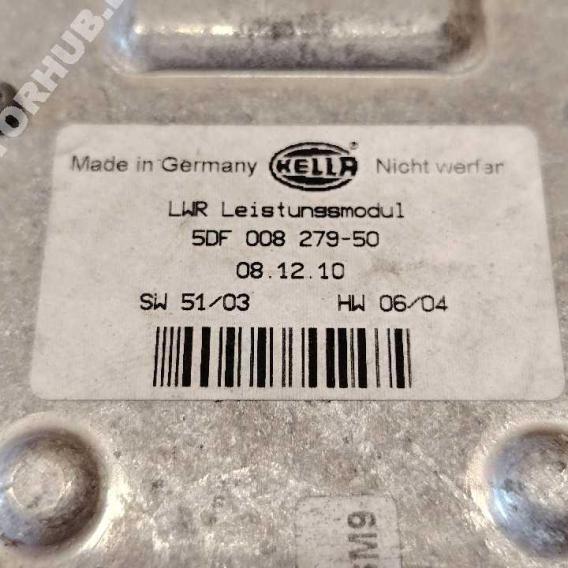 TORHUB.
Made in Germany HELLA ® Nicht werfen
LWR Leistungsmodul
5DF 008 279-50
08.12.10
SW 51/03 HW 06/04